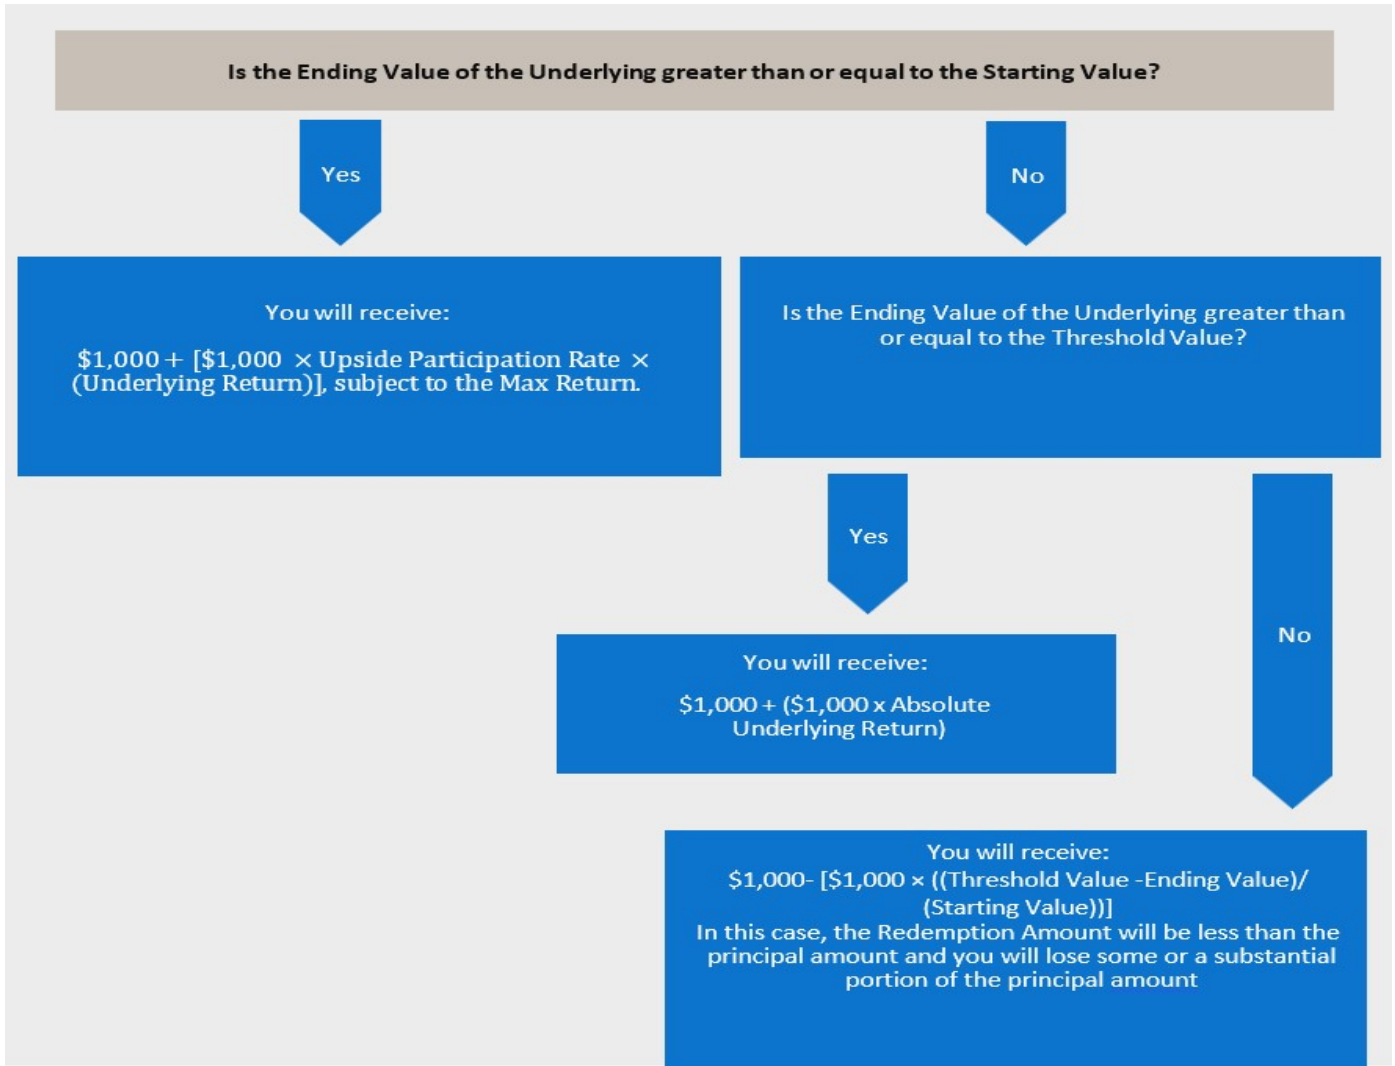 Is the Ending Value of the Underlying greater than or equal to the Starting Value?
Yes
No
You will receive:
$1,000 + [$1,000 × Upside Participation Rate ×
(Underlying Return)], subject to the Max Return.
Is the Ending Value of the Underlying greater than
or equal to the Threshold Value?
Yes
No
You will receive:
$1,000 + ($1,000 x Absolute
Underlying Return)
You will receive:
$1,000- [$1,000 × ((Threshold Value -Ending Value)/
(Starting Value))]
In this case, the Redemption Amount will be less than the
principal amount and you will lose some or a substantial
portion of the principal amount